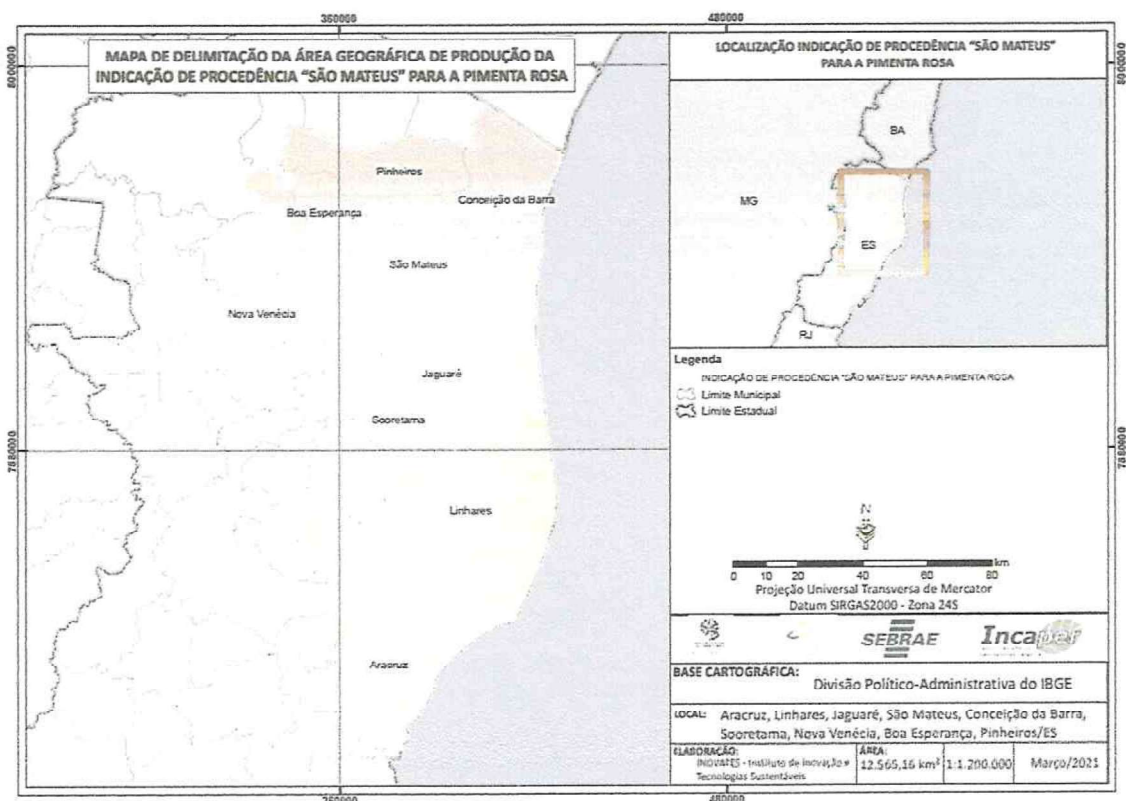 360000
480000
MAPA DE DELIMITAÇÃO DA ÁREA GEOGRÁFICA DE PRODUÇÃO DA
INDICAÇÃO DE PROCEDÊNCIA "SÃO MATEUS" PARA A PIMENTA ROSA
8000000
Pinheiros
Conceição da Barra
Boa Esperança
São Mateus
Nova Venécia
Jaguaré
Sooretama
7880000
Linhares
Aracruz
360000
LOCALIZAÇÃO INDICAÇÃO DE PROCEDÊNCIA "SÃO MATEUS"
PARA A PIMENTA ROSA
8000000
BA
MG
ES
RJ
Legenda
INDICAÇÃO DE PROCEDÊNCIA "SÃO MATEUS" PARA A PIMENTA ROSA
Limite Municipal
Limite Estadual
7880000
N
km
0 10 20 40 60 80
Projeção Universal Transversa de Mercator
Datum SIRGAS2000 - Zona 24S
SEBRAE
Incaper
BASE CARTOGRÁFICA:
Divisão Político-Administrativa do IBGE
LOCAL: Aracruz, Linhares, Jaguaré, São Mateus, Conceição da Barra,
Sooretama, Nova Venécia, Boa Esperança, Pinheiros/ES
ELABORAÇÃO:
INOVATES - Instituto de Inovação e
Tecnologias Sustentáveis
ÁREA:
12.565,16 km²
1:1.200.000
Março/2021
480000